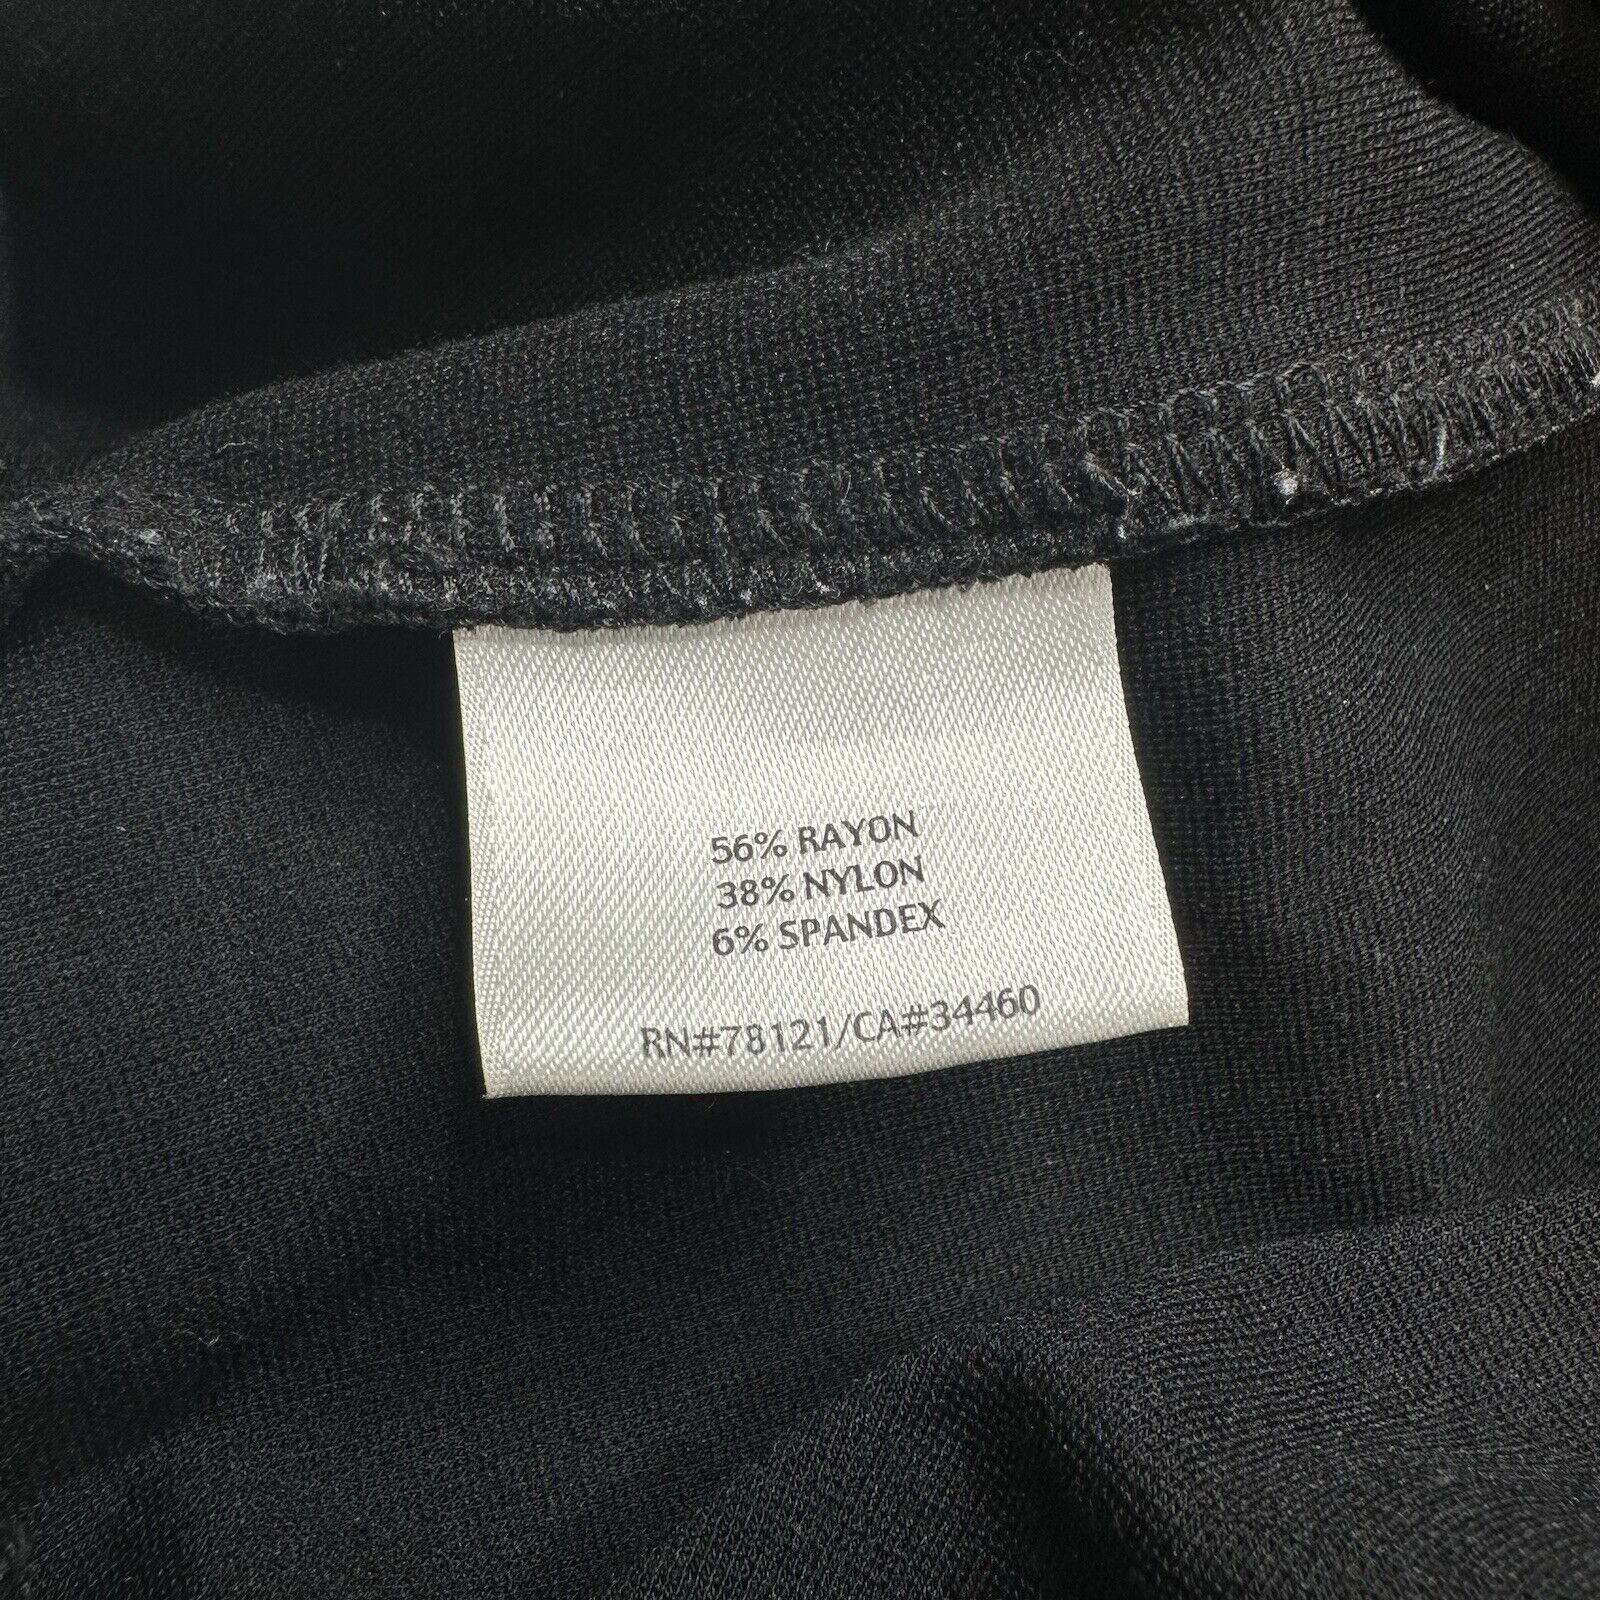 56% RAYON
38% NYLON
6% SPANDEX
RN#78121/CA#34460